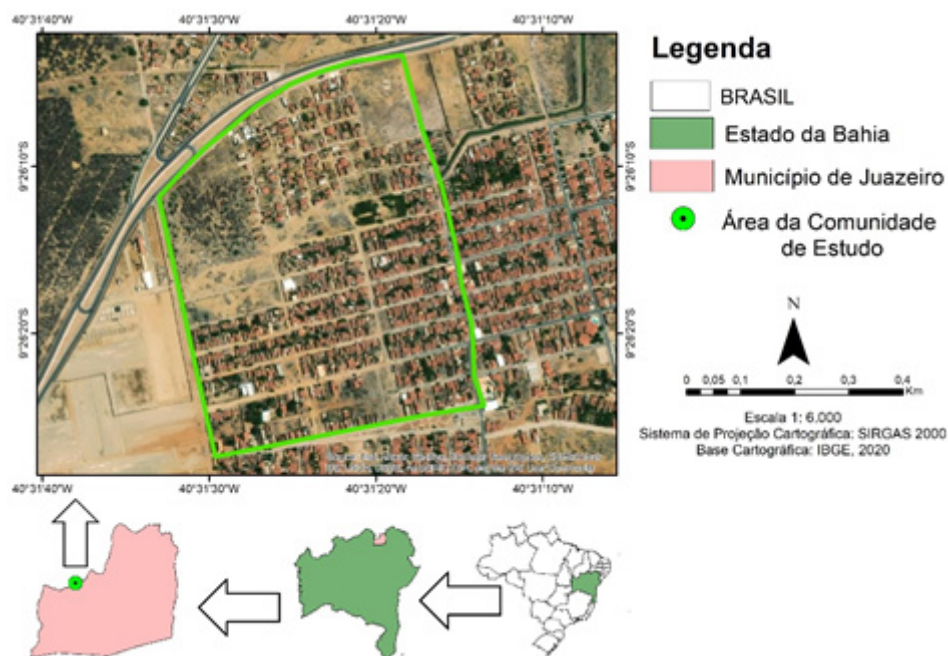 40°31'40"W 40°31'30"W 40°31'20"W 40°31'10"W
9°26'10"S 9°26'10"S
9°26'20"S 9°26'20"S
40°31'40"W 40°31'30"W 40°31'20"W 40°31'10"W
Legenda
BRASIL
Estado da Bahia
Município de Juazeiro
Área da Comunidade
de Estudo
N
0 0,05 0,1 0,2 0,3 0,4
Km
Escala 1: 6.000
Sistema de Projeção Cartográfica: SIRGAS 2000
Base Cartográfica: IBGE, 2020